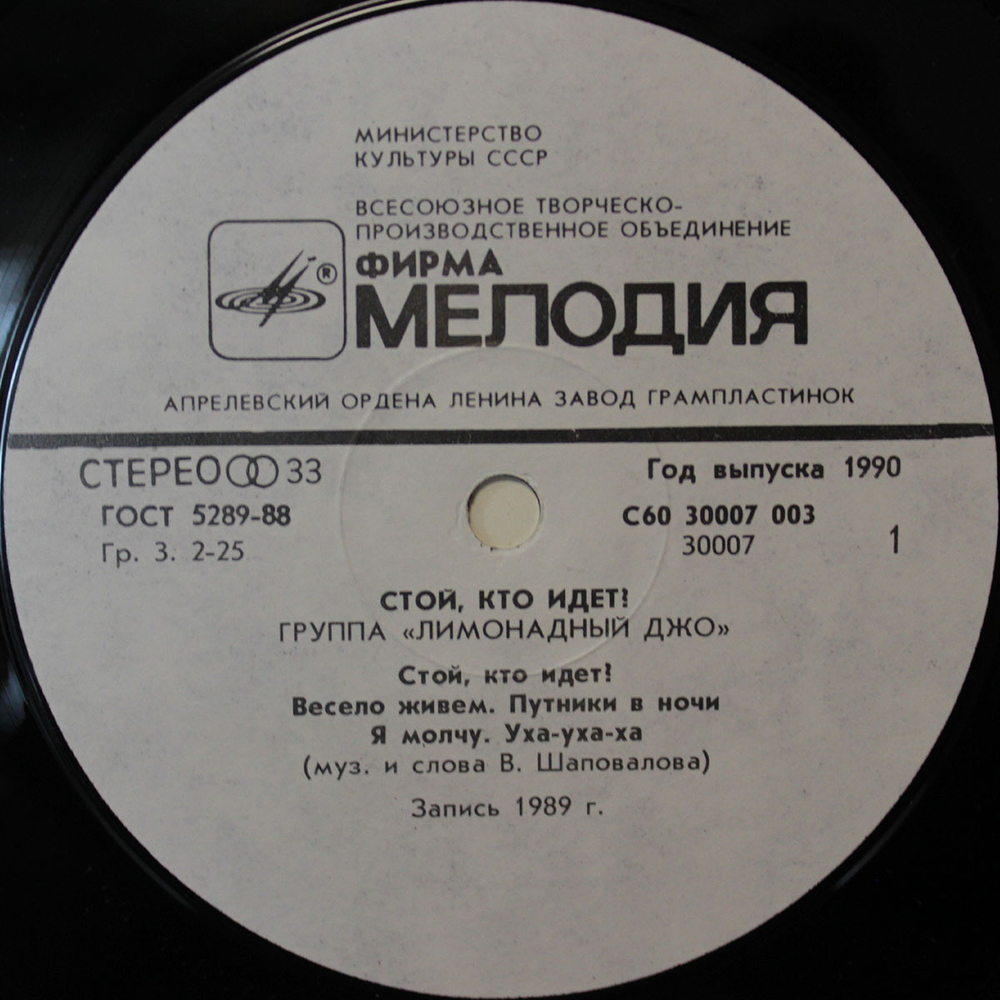 МИНИСТЕРСТВО
КУЛЬТУРЫ СССР
ВСЕСОЮЗНОЕ ТВОРЧЕСКО-
ПРОИЗВОДСТВЕННОЕ ОБЪЕДИНЕНИЕ
ФИРМА
®
МЕЛОДИЯ
АПРЕЛЕВСКИЙ ОРДЕНА ЛЕНИНА ЗАВОД ГРАМПЛАСТИНОК
СТЕРЕО 33
Год выпуска 1990
ГОСТ 5289-88
С60 30007 003
Гр. 3. 2-25
30007
1
СТОЙ, КТО ИДЕТ?
ГРУППА «ЛИМОНАДНЫЙ ДЖО»
Стой, кто идет?
Весело живем. Путники в ночи
Я молчу. Уха-уха-ха
(муз. и слова В. Шаповалова)
Запись 1989 г.